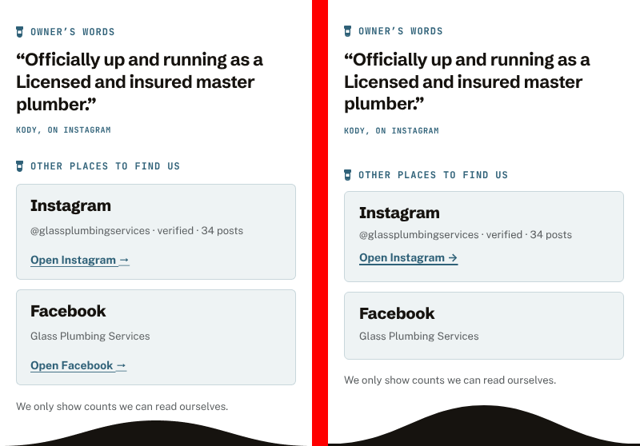 OWNER’S WORDS
“Officially up and running as a
Licensed and insured master
plumber.”
KODY, ON INSTAGRAM
OTHER PLACES TO FIND US
Instagram
@glassplumbingservices · verified · 34 posts
Open Instagram →
Facebook
Glass Plumbing Services
Open Facebook →
We only show counts we can read ourselves.
OWNER’S WORDS
“Officially up and running as a
Licensed and insured master
plumber.”
KODY, ON INSTAGRAM
OTHER PLACES TO FIND US
Instagram
@glassplumbingservices · verified · 34 posts
Open Instagram →
Facebook
Glass Plumbing Services
We only show counts we can read ourselves.